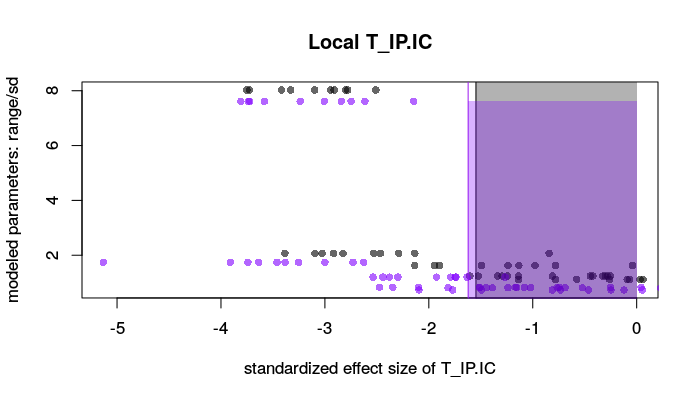 Local T_IP.IC
modeled parameters: range/sd
8
6
4
2
-5 -4 -3 -2 -1 0
standardized effect size of T_IP.IC